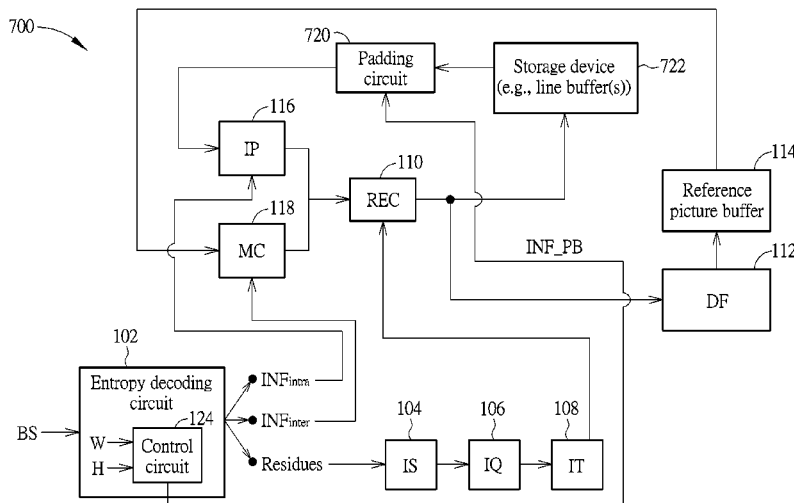 700
720
Padding
circuit
Storage device
(e.g., line buffer(s))
722
116
IP
110
REC
114
Reference
picture buffer
118
MC
INF_PB
112
DF
102
Entropy decoding
circuit
124
BS
W
H
Control
circuit
INFintra
INFinter
Residues
104
IS
106
IQ
108
IT